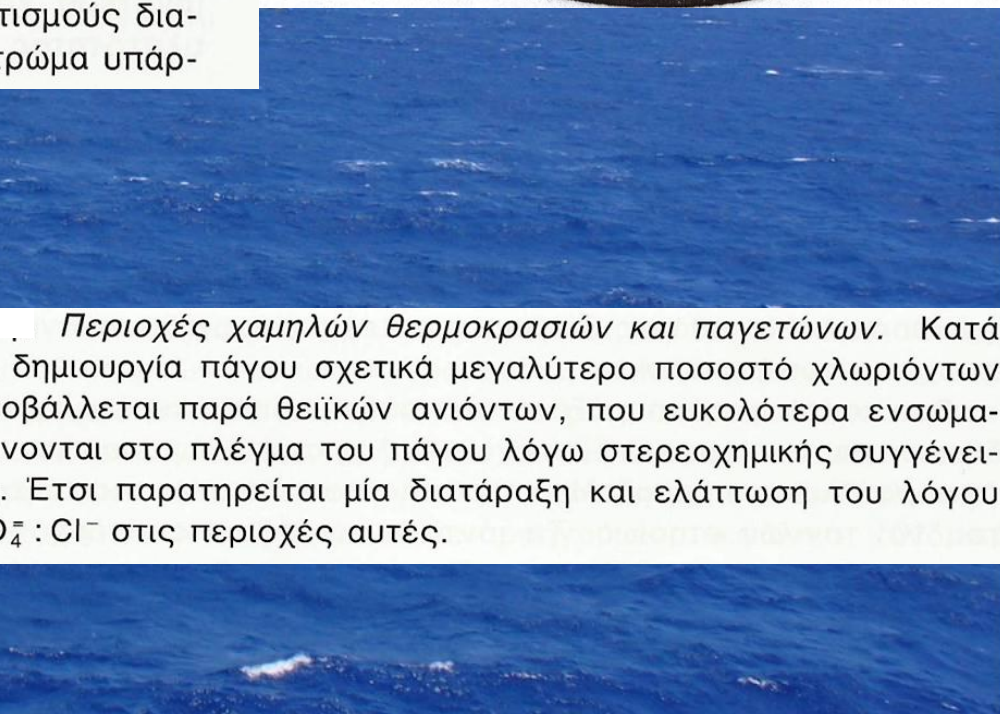 τισμούς δια-
τρώμα υπάρ-
. Περιοχές χαμηλών θερμοκρασιών και παγετώνων. Κατά
δημιουργία πάγου σχετικά μεγαλύτερο ποσοστό χλωριόντων
οβάλλεται παρά θειϊκών ανιόντων, που ευκολότερα ενσωμα-
νονται στο πλέγμα του πάγου λόγω στερεοχημικής συγγένει-
. Έτσι παρατηρείται μία διατάραξη και ελάττωση του λόγου
O₄⁼ : Cl⁻ στις περιοχές αυτές.